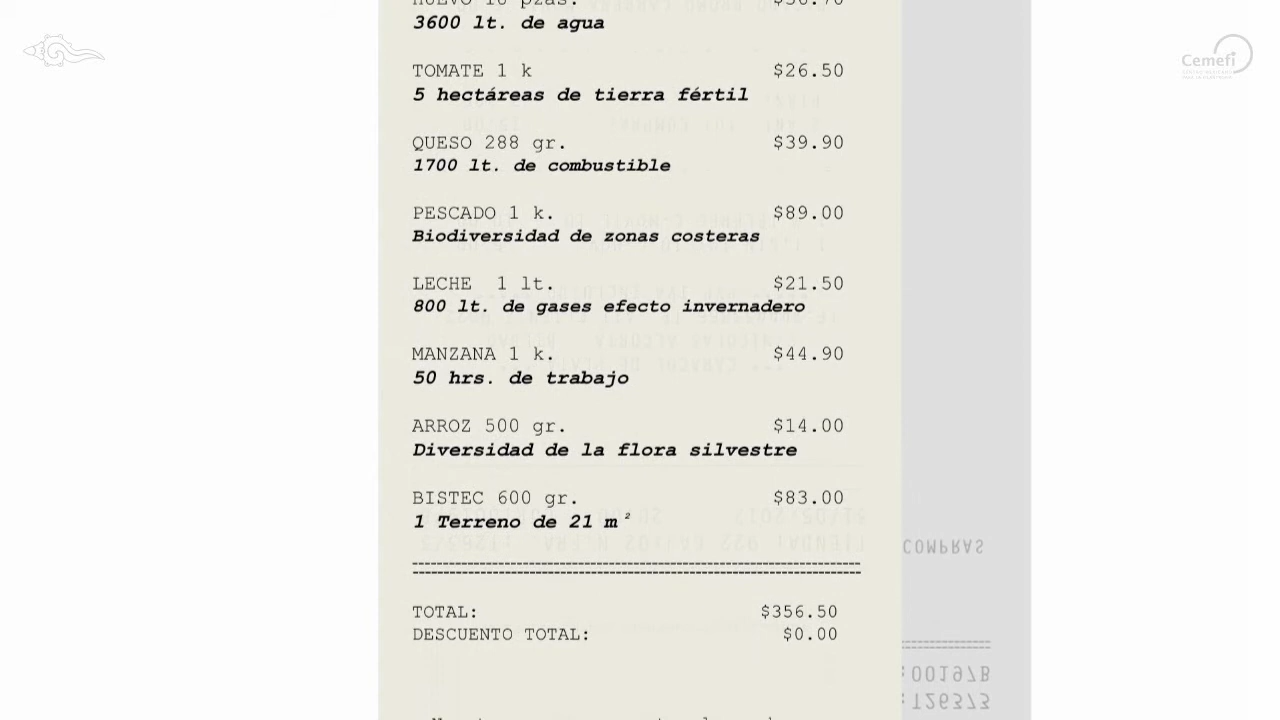 3600 lt. de agua
Cemefi
TOMATE 1 k $26.50
5 hectáreas de tierra fértil
QUESO 288 gr. $39.90
1700 lt. de combustible
PESCADO 1 k. $89.00
Biodiversidad de zonas costeras
LECHE 1 lt. $21.50
800 lt. de gases efecto invernadero
MANZANA 1 k. $44.90
50 hrs. de trabajo
ARROZ 500 gr. $14.00
Diversidad de la flora silvestre
BISTEC 600 gr. $83.00
1 Terreno de 21 m²
COMPRAS
TOTAL: $356.50
DESCUENTO TOTAL: $0.00